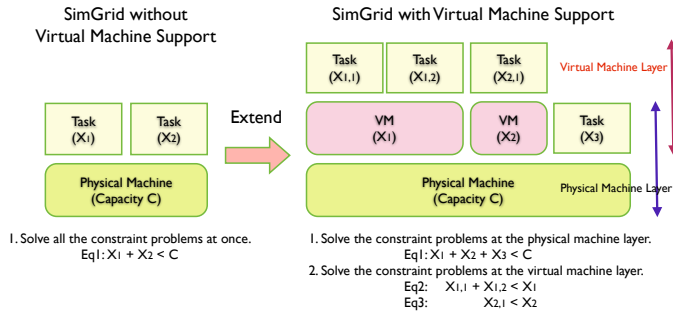 SimGrid without
Virtual Machine Support
Task
(X1)
Task
(X2)
Physical Machine
(Capacity C)
1. Solve all the constraint problems at once.
Eq1: X1 + X2 < C
Extend
SimGrid with Virtual Machine Support
Task
(X1,1)
Task
(X1,2)
Task
(X2,1)
Virtual Machine Layer
VM
(X1)
VM
(X2)
Task
(X3)
Physical Machine
(Capacity C)
Physical Machine Layer
1. Solve the constraint problems at the physical machine layer.
Eq1: X1 + X2 + X3 < C
2. Solve the constraint problems at the virtual machine layer.
Eq2: X1,1 + X1,2 < X1
Eq3: X2,1 < X2